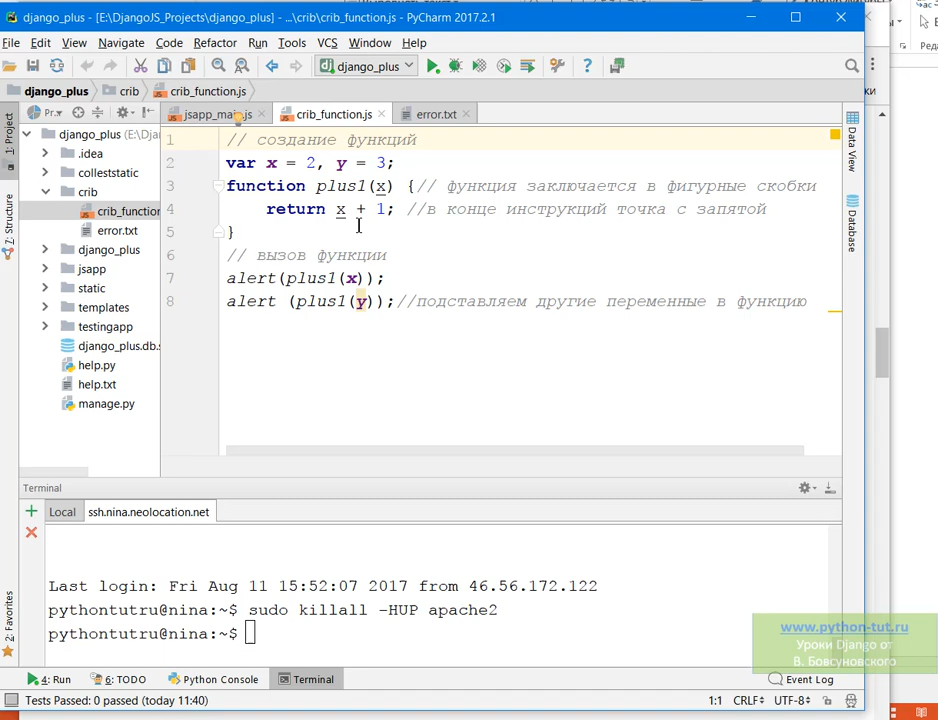 django_plus - [E:\DjangoJS_Projects\django_plus] - ...\crib\crib_function.js - PyCharm 2017.2.1
File Edit View Navigate Code Refactor Run Tools VCS Window Help
django_plus
django_plus crib crib_function.js
Pr.. jsapp_main.js crib_function.js error.txt
1: Project
7: Structure
2: Favorites
django_plus E:\Dja
.idea
colleststatic
crib
crib_function
error.txt
django_plus
jsapp
static
templates
testingapp
django_plus.db.s
help.py
help.txt
manage.py
1 // создание функций
2 var x = 2, y = 3;
3 function plus1(x) {// функция заключается в фигурные скобки
4 return x + 1; //в конце инструкций точка с запятой
5 }
6 // вызов функции
7 alert(plus1(x));
8 alert (plus1(y));//подставляем другие переменные в функцию
Data View
Database
Terminal
Local ssh.nina.neolocation.net
Last login: Fri Aug 11 15:52:07 2017 from 46.56.172.122
pythontutru@nina:~$ sudo killall -HUP apache2
pythontutru@nina:~$
www.python-tut.ru
Уроки Django от
В. Бовсуновского
4: Run 6: TODO Python Console Terminal Event Log
Tests Passed: 0 passed (today 11:40) 1:1 CRLF UTF-8